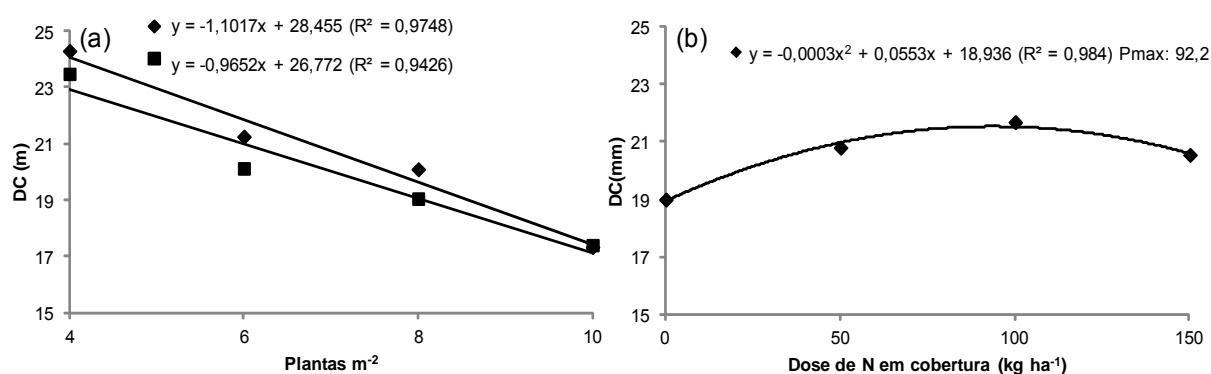 (a)
y = -1,1017x + 28,455 (R² = 0,9748)
y = -0,9652x + 26,772 (R² = 0,9426)
25
23
21
19
17
15
DC (m)
4
6
8
10
Plantas m⁻²
(b)
y = -0,0003x² + 0,0553x + 18,936 (R² = 0,984) Pmax: 92,2
25
23
21
19
17
15
DC(mm)
0
50
100
150
Dose de N em cobertura (kg ha⁻¹)